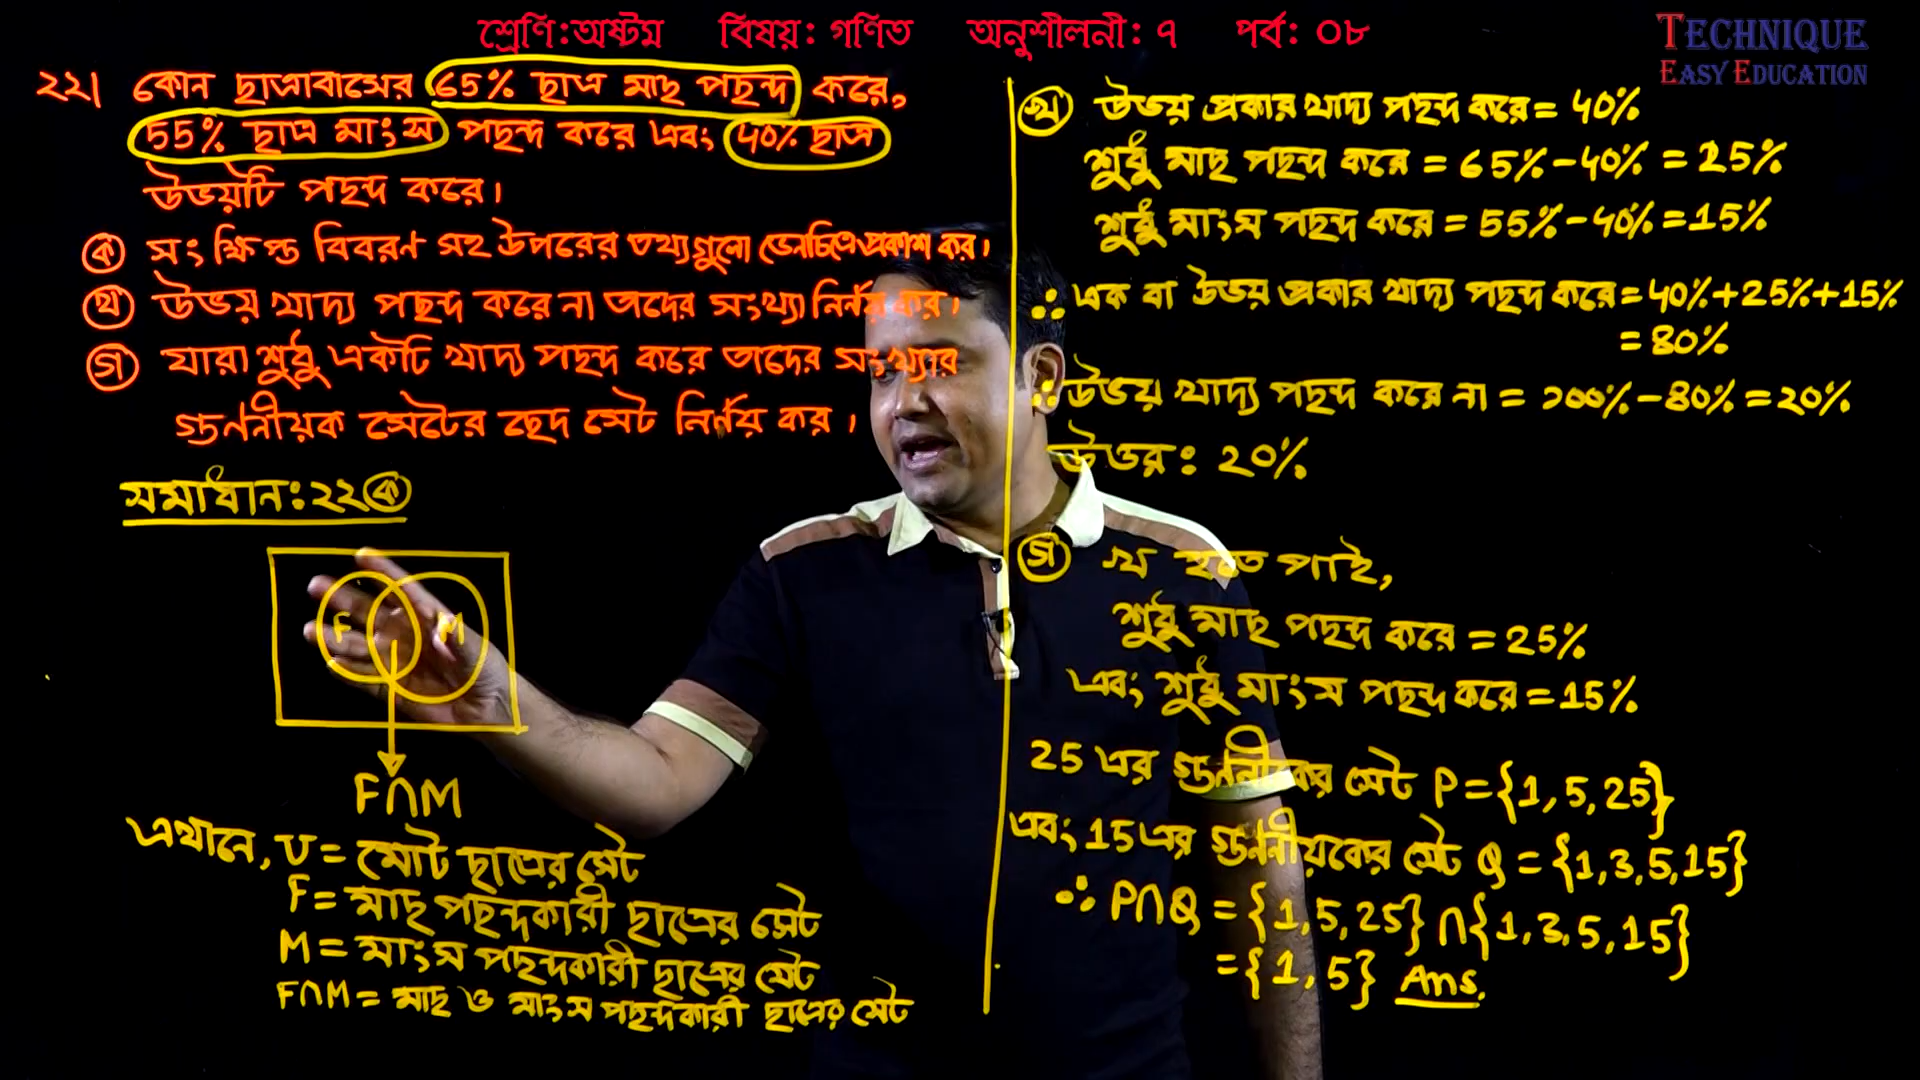 শ্রেণি:অষ্টম বিষয়: গণিত অনুশীলনী: ৭ পর্ব: ০৮
TECHNIQUE
EASY EDUCATION
২২। কোন ছাত্রাবাসের 65% ছাত্র মাছ পছন্দ করে,
55% ছাত্র মাংস পছন্দ করে এবং 40% ছাত্র
উভয়টি পছন্দ করে।
ক সংক্ষিপ্ত বিবরণ সহ উপরের তথ্যগুলো ভেনচিত্রে প্রকাশ কর।
খ উভয় খাদ্য পছন্দ করে না তাদের সংখ্যা নির্ণয় কর।
গ যারা শুধু একটি খাদ্য পছন্দ করে তাদের সংখ্যার
গুণনীয়ক সেটের ছেদ সেট নির্ণয় কর।
সমাধান: ২২ ক
F M
F∩M
এখানে, U = মোট ছাত্রের সেট
F = মাছ পছন্দকারী ছাত্রের সেট
M = মাংস পছন্দকারী ছাত্রের সেট
F∩M = মাছ ও মাংস পছন্দকারী ছাত্রের সেট
খ উভয় প্রকার খাদ্য পছন্দ করে = 40%
শুধু মাছ পছন্দ করে = 65% - 40% = 25%
শুধু মাংস পছন্দ করে = 55% - 40% = 15%
∴ এক বা উভয় প্রকার খাদ্য পছন্দ করে = 40% + 25% + 15%
= 80%
∴ উভয় খাদ্য পছন্দ করে না = ১00% - 80% = 20%
উত্তর: 20%
গ খ হতে পাই,
শুধু মাছ পছন্দ করে = 25%
এবং শুধু মাংস পছন্দ করে = 15%
25 এর গুণনীয়কের সেট P = {1, 5, 25}
এবং 15 এর গুণনীয়কের সেট Q = {1, 3, 5, 15}
∴ P∩Q = {1, 5, 25} ∩ {1, 3, 5, 15}
= {1, 5} Ans.